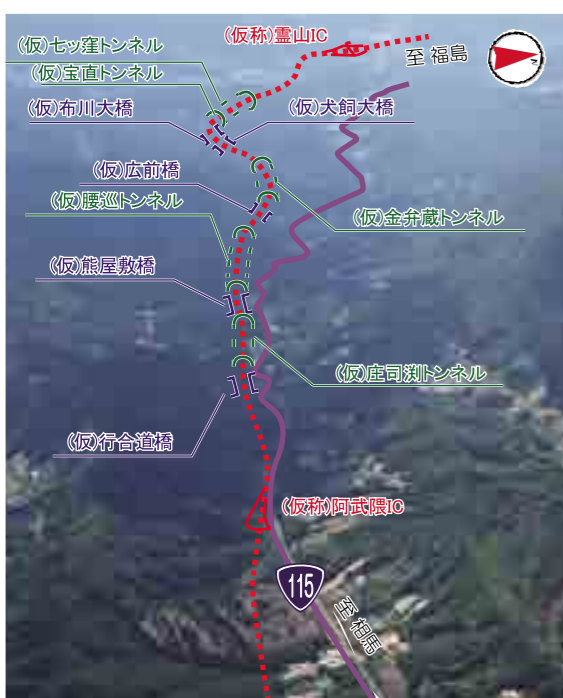 (仮)七ッ窪トンネル
(仮称)霊山IC
至 福島
(仮)宝直トンネル
(仮)布川大橋
(仮)犬飼大橋
(仮)広前橋
(仮)腰巡トンネル
(仮)金弁蔵トンネル
(仮)熊屋敷橋
(仮)庄司渕トンネル
(仮)行合道橋
(仮称)阿武隈IC
115
至 相馬